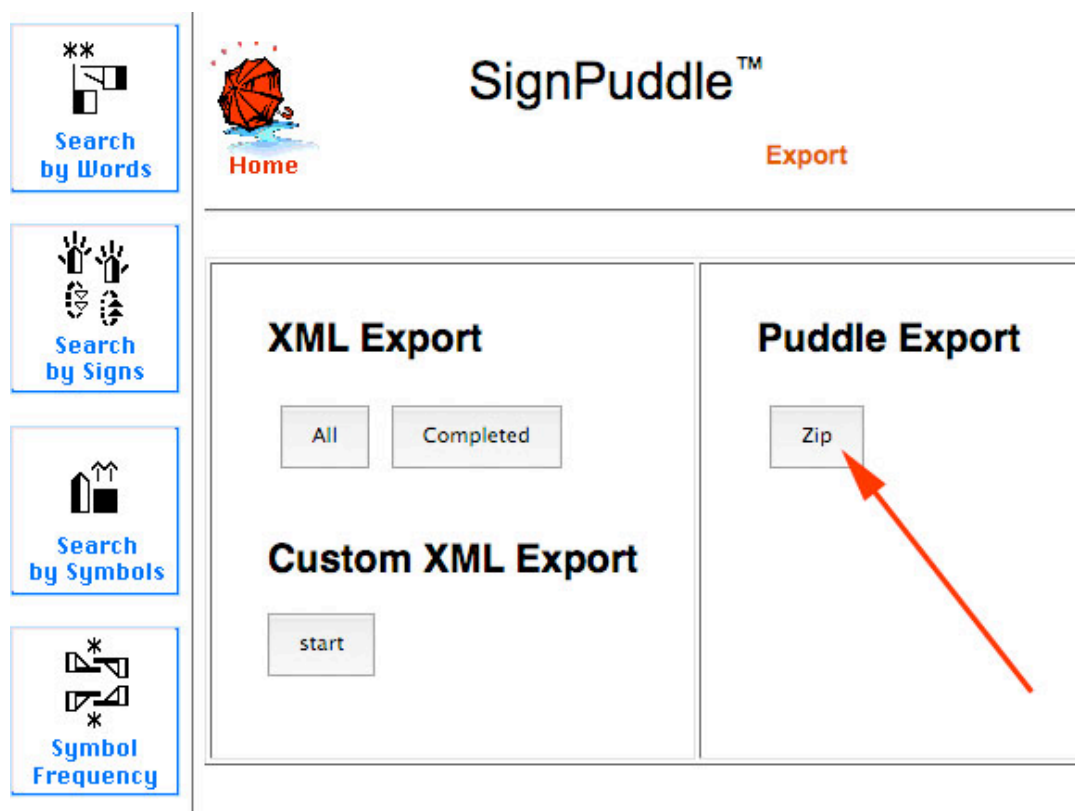 Search
by Words
Search
by Signs
Search
by Symbols
Symbol
Frequency
Home
SignPuddle™
Export
XML Export
All Completed
Custom XML Export
start
Puddle Export
Zip